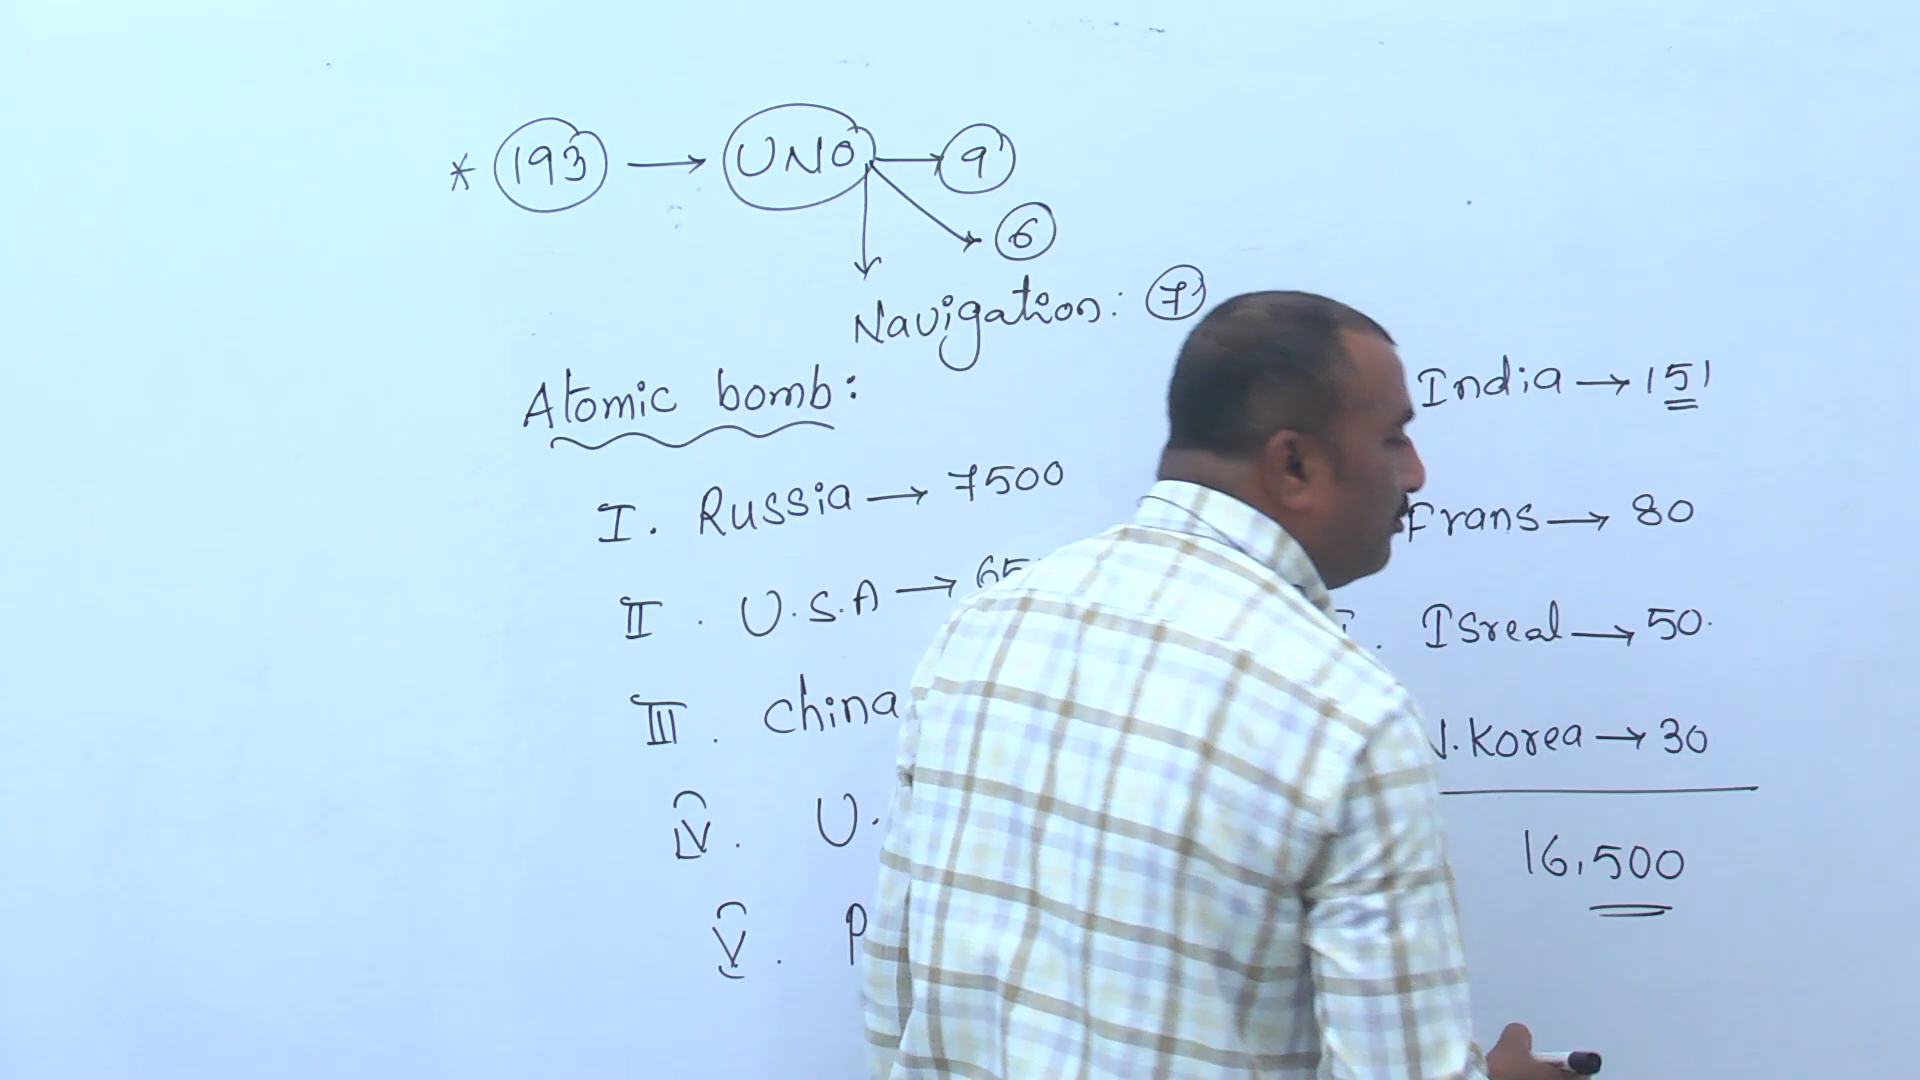 * 193 → UNO → 9
6
Navigation: 7
Atomic bomb:
I. Russia → 7500
II. U.S.A → 65
III. China
IV. U.
V. P
India → 151
Frans → 80
ISreal → 50.
N. Korea → 30
16,500